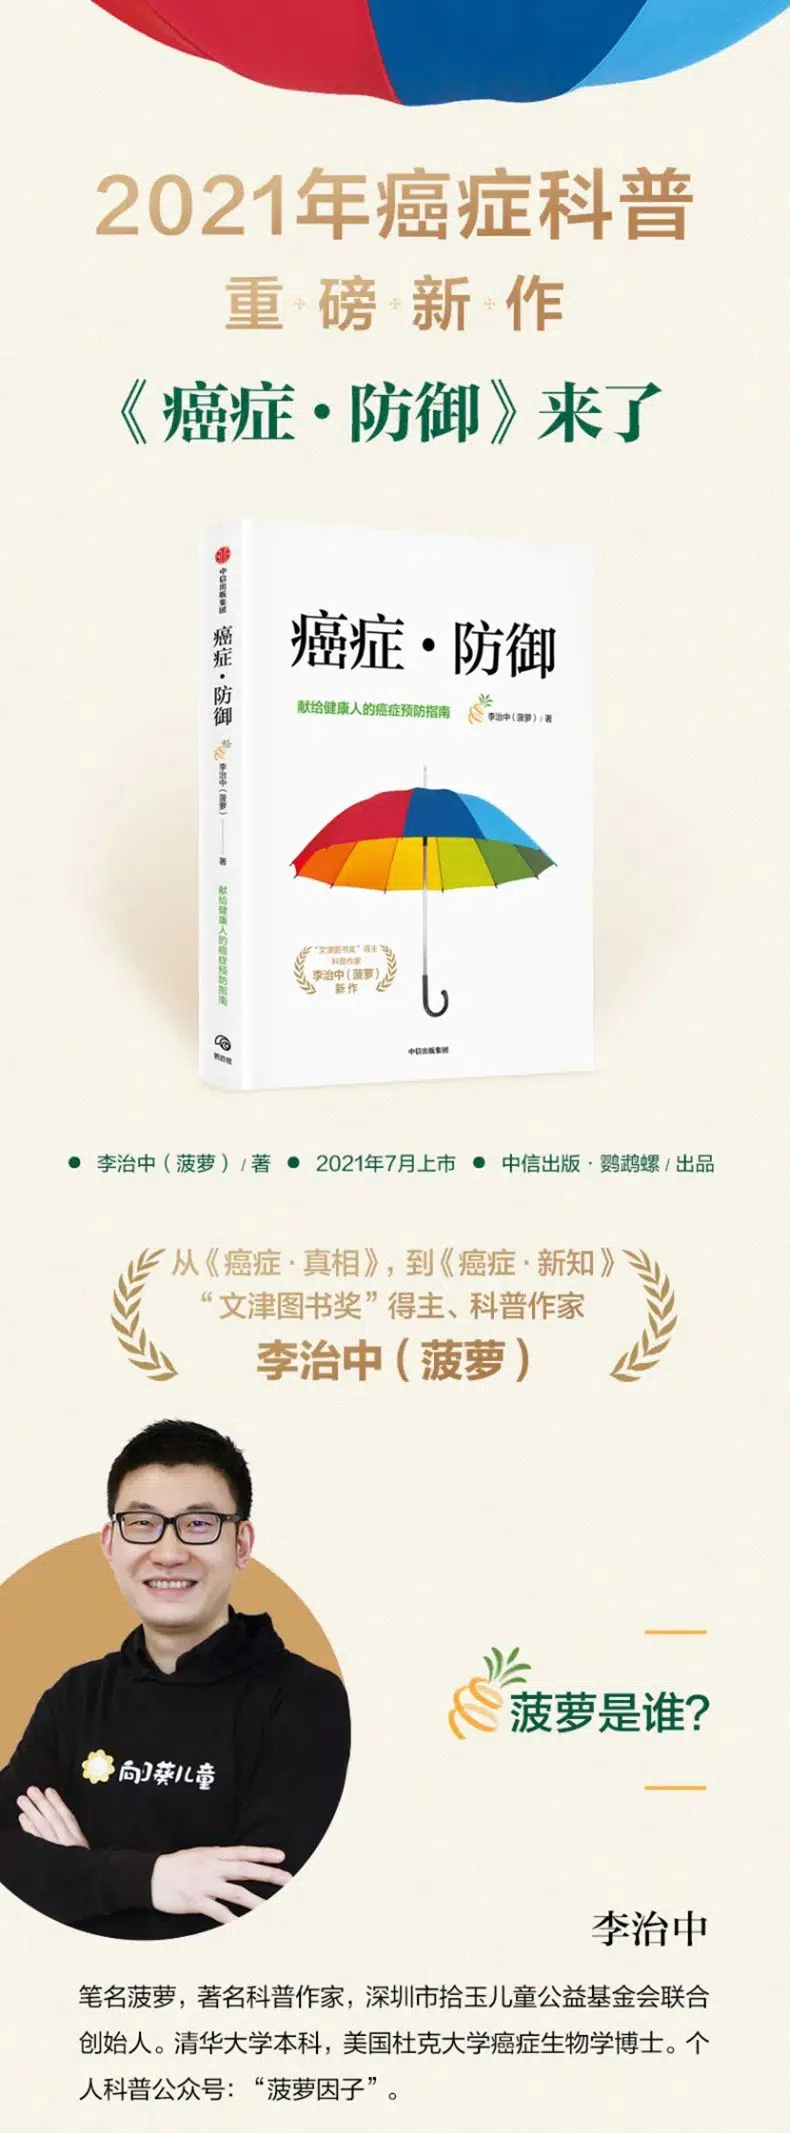 2021年癌症科普
重磅新作
《癌症·防御》来了
中信出版集团
癌症·防御
李治中(菠萝)
著
献给健康人的癌症预防指南
鹦鹉螺
癌症·防御
献给健康人的癌症预防指南
李治中(菠萝)/著
“文津图书奖”得主
科普作家
李治中(菠萝)
新作
中信出版集团
● 李治中(菠萝)/著 ● 2021年7月上市 ● 中信出版·鹦鹉螺/出品
从《癌症·真相》,到《癌症·新知》
“文津图书奖”得主、科普作家
李治中(菠萝)
向日葵儿童
菠萝是谁?
李治中
笔名菠萝,著名科普作家,深圳市拾玉儿童公益基金会联合
创始人。清华大学本科,美国杜克大学癌症生物学博士。个
人科普公众号:“菠萝因子”。